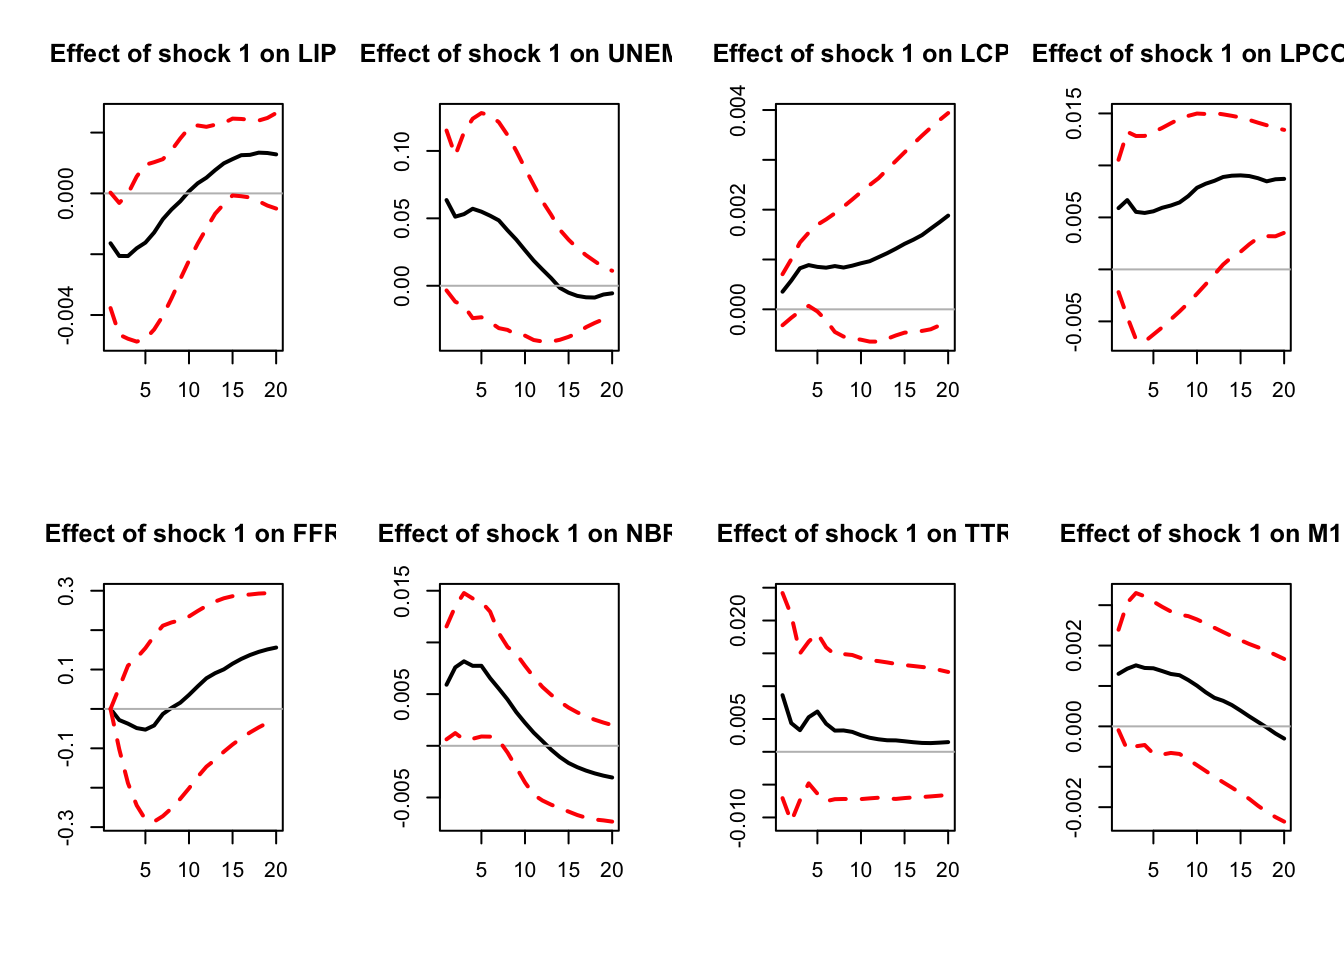 Effect of shock 1 on LIP
Effect of shock 1 on UNEM
Effect of shock 1 on LCP
Effect of shock 1 on LPCO
0.000
-0.004
5 10 15 20
0.10
0.05
0.00
5 10 15 20
0.004
0.002
0.000
5 10 15 20
0.015
0.005
-0.005
5 10 15 20
Effect of shock 1 on FFR
Effect of shock 1 on NBR
Effect of shock 1 on TTR
Effect of shock 1 on M1
0.3
0.1
-0.1
-0.3
5 10 15 20
0.015
0.005
-0.005
5 10 15 20
0.020
0.005
-0.010
5 10 15 20
0.002
0.000
-0.002
5 10 15 20